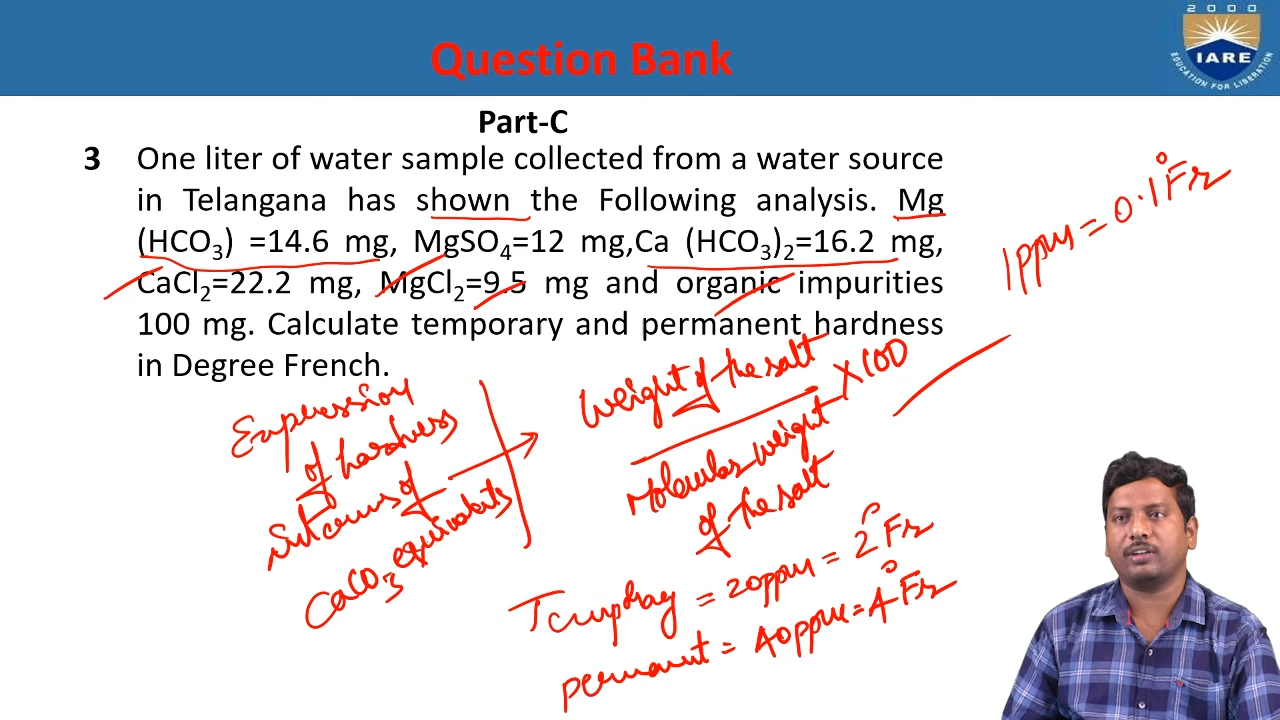 Question Bank
2 0 0 0
IARE
EDUCATION FOR LIBERATION
Part-C
3 One liter of water sample collected from a water source
in Telangana has shown the Following analysis. Mg
(HCO₃) =14.6 mg, MgSO₄=12 mg,Ca (HCO₃)₂=16.2 mg,
CaCl₂=22.2 mg, MgCl₂=9.5 mg and organic impurities
100 mg. Calculate temporary and permanent hardness
in Degree French.
1ppm = 0.1°Fr
Expression
of hardness
interms of
CaCO₃ equivalents
Weight of the salt
Molecular weight
of the salt
×100
= 20ppm = 2°Fr
= 40ppm = 4°Fr